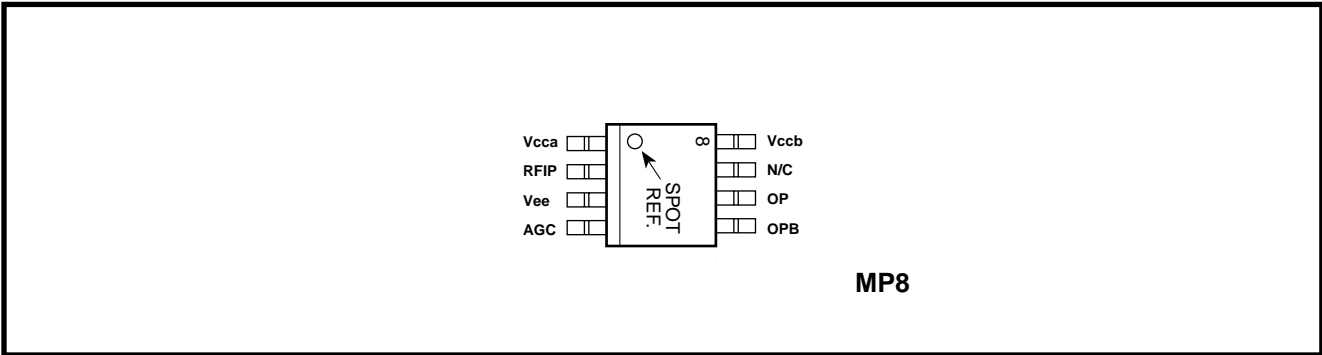 Vcca
RFIP
Vee
AGC
8
SPOT
REF.
Vccb
N/C
OP
OPB
MP8